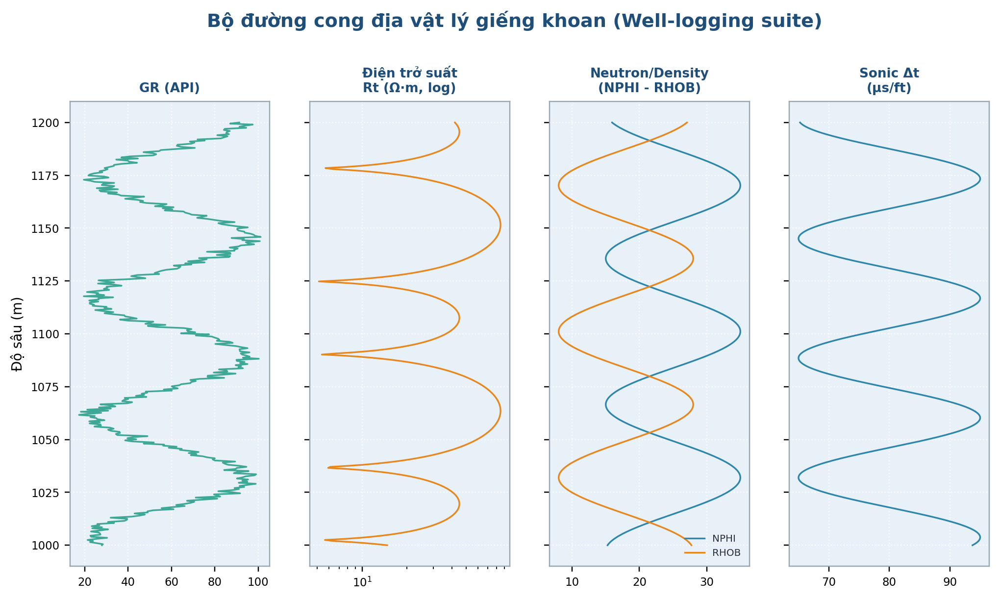 Bộ đường cong địa vật lý giếng khoan (Well-logging suite)
GR (API)
Điện trở suất
Rt (Ω·m, log)
Neutron/Density
(NPHI - RHOB)
Sonic Δt
(µs/ft)
Độ sâu (m)
1200
1175
1150
1125
1100
1075
1050
1025
1000
20 40 60 80 100
10¹
10 20 30
70 80 90
NPHI
RHOB